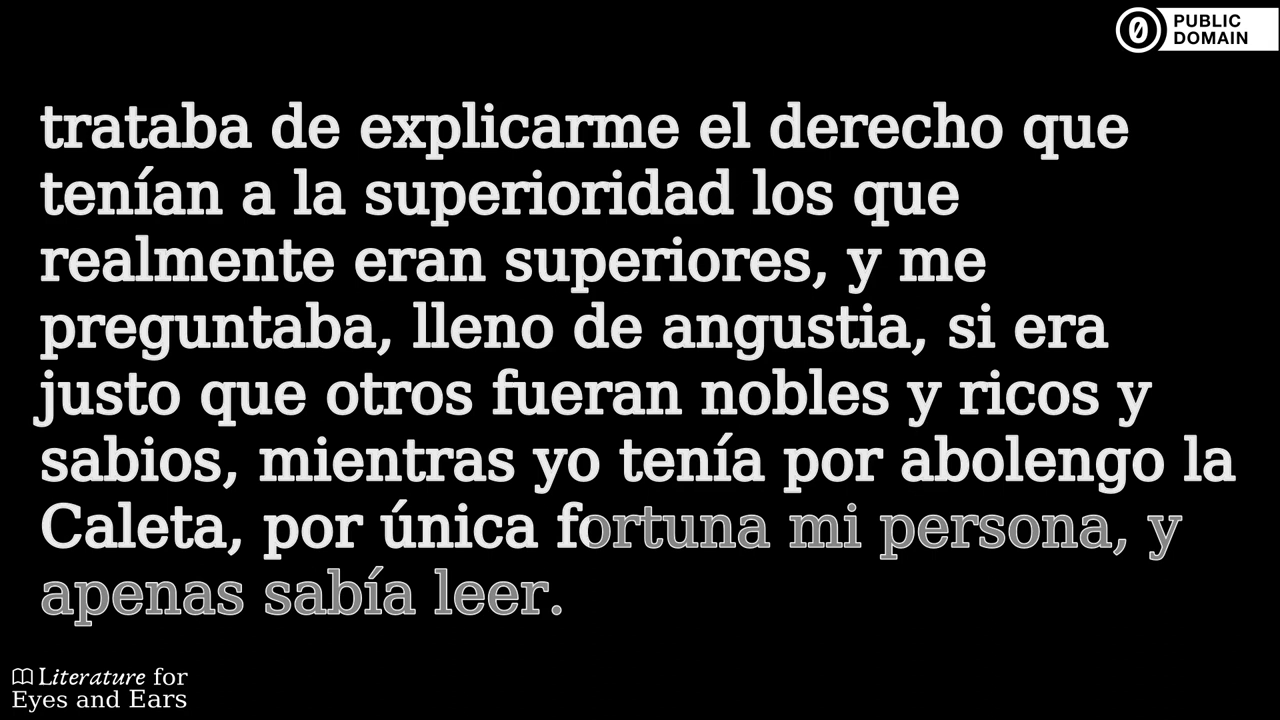 PUBLIC
DOMAIN
trataba de explicarme el derecho que
tenían a la superioridad los que
realmente eran superiores, y me
preguntaba, lleno de angustia, si era
justo que otros fueran nobles y ricos y
sabios, mientras yo tenía por abolengo la
Caleta, por única fortuna mi persona, y
apenas sabía leer.
Literature for
Eyes and Ears